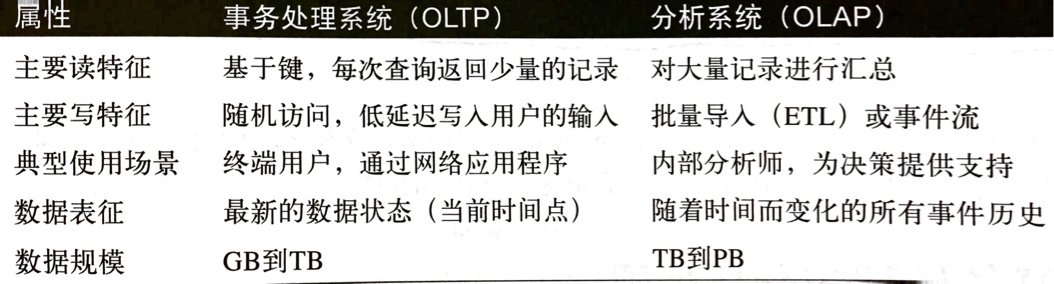 属性 事务处理系统（OLTP） 分析系统（OLAP）
主要读特征 基于键，每次查询返回少量的记录 对大量记录进行汇总
主要写特征 随机访问，低延迟写入用户的输入 批量导入（ETL）或事件流
典型使用场景 终端用户，通过网络应用程序 内部分析师，为决策提供支持
数据表征 最新的数据状态（当前时间点） 随着时间而变化的所有事件历史
数据规模 GB到TB TB到PB